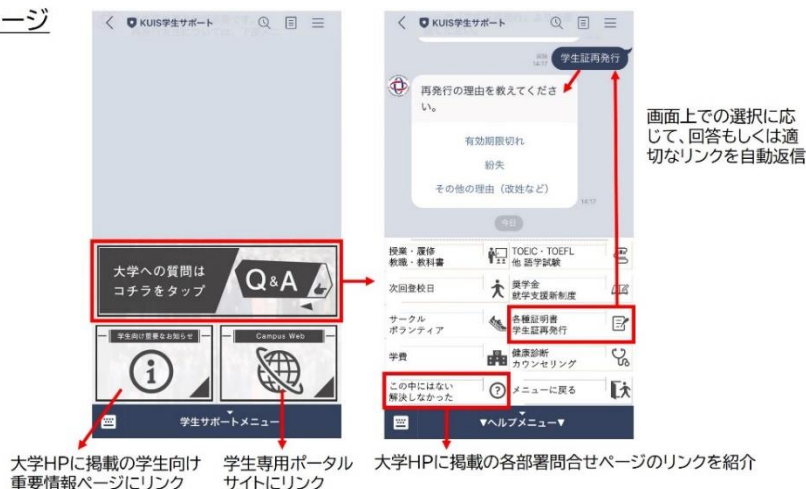 ージ
KUIS学生サポート
大学への質問は
コチラをタップ
Q&A
学生向け重要なお知らせ
Campus Web
学生サポートメニュー
大学HPに掲載の学生向け
重要情報ページにリンク
学生専用ポータル
サイトにリンク
KUIS学生サポート
学生証再発行
14:17
再発行の理由を教えてくださ
い。
有効期限切れ
紛失
その他の理由（改姓など）
14:17
今日
授業・履修
教職・教科書
TOEIC・TOEFL
他 語学試験
次回登校日
奨学金
就学支援新制度
サークル
ボランティア
各種証明書
学生証再発行
学費
健康診断
カウンセリング
この中にはない
解決しなかった
メニューに戻る
▼ヘルプメニュー▼
大学HPに掲載の各部署問合せページのリンクを紹介
画面上での選択に応
じて、回答もしくは適
切なリンクを自動返信